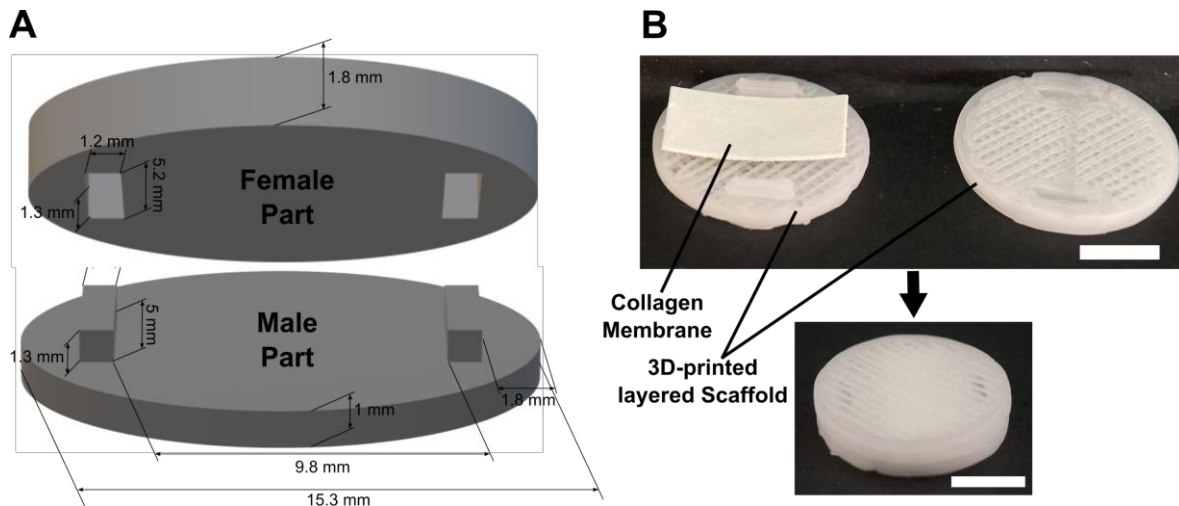 A
1.8 mm
1.2 mm
5.2 mm
1.3 mm
Female
Part
5 mm
1.3 mm
Male
Part
1 mm
1.8 mm
9.8 mm
15.3 mm
B
Collagen
Membrane
3D-printed
layered Scaffold